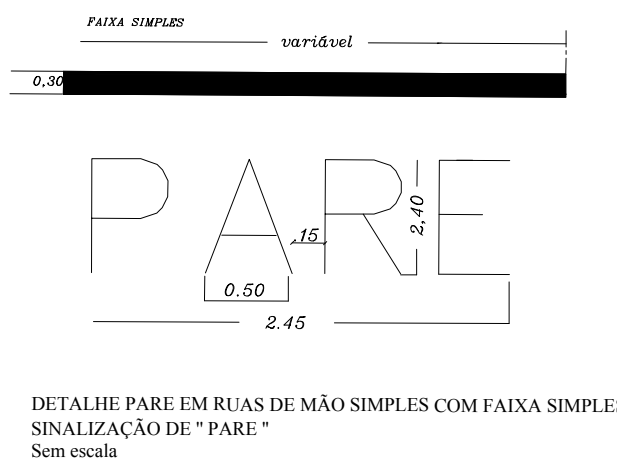 FAIXA SIMPLES
variável
0,30
PARE
.15
2,40
0.50
2.45
DETALHE PARE EM RUAS DE MÃO SIMPLES COM FAIXA SIMPLES
SINALIZAÇÃO DE " PARE "
Sem escala